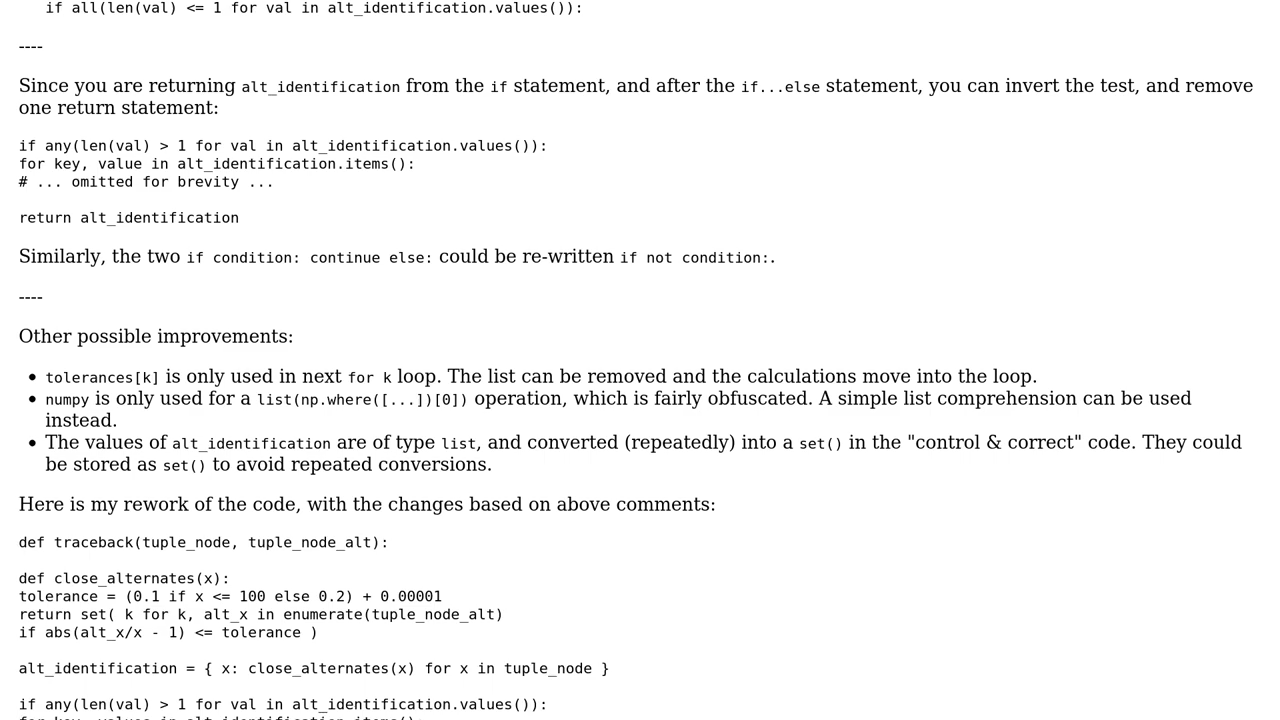 if all(len(val) <= 1 for val in alt_identification.values()):
----
Since you are returning alt_identification from the if statement, and after the if...else statement, you can invert the test, and remove
one return statement:
if any(len(val) > 1 for val in alt_identification.values()):
for key, value in alt_identification.items():
# ... omitted for brevity ...
return alt_identification
Similarly, the two if condition: continue else: could be re-written if not condition:.
----
Other possible improvements:
• tolerances[k] is only used in next for k loop. The list can be removed and the calculations move into the loop.
• numpy is only used for a list(np.where([...])[0]) operation, which is fairly obfuscated. A simple list comprehension can be used
instead.
• The values of alt_identification are of type list, and converted (repeatedly) into a set() in the "control & correct" code. They could
be stored as set() to avoid repeated conversions.
Here is my rework of the code, with the changes based on above comments:
def traceback(tuple_node, tuple_node_alt):
def close_alternates(x):
tolerance = (0.1 if x <= 100 else 0.2) + 0.00001
return set( k for k, alt_x in enumerate(tuple_node_alt)
if abs(alt_x/x - 1) <= tolerance )
alt_identification = { x: close_alternates(x) for x in tuple_node }
if any(len(val) > 1 for val in alt_identification.values()):
for key, values in alt_identification.items():